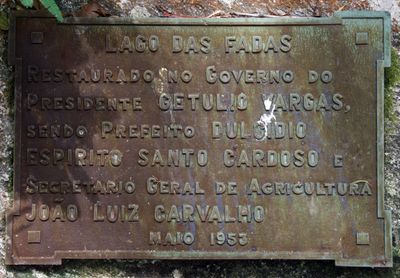 LAGO DAS FADAS
RESTAURADO NO GOVERNO DO
PRESIDENTE GETULIO VARGAS,
SENDO PREFEITO DULCIDIO
ESPIRITO SANTO CARDOSO E
SECRETARIO GERAL DE AGRICULTURA
JOÃO LUIZ CARVALHO
MAIO 1953